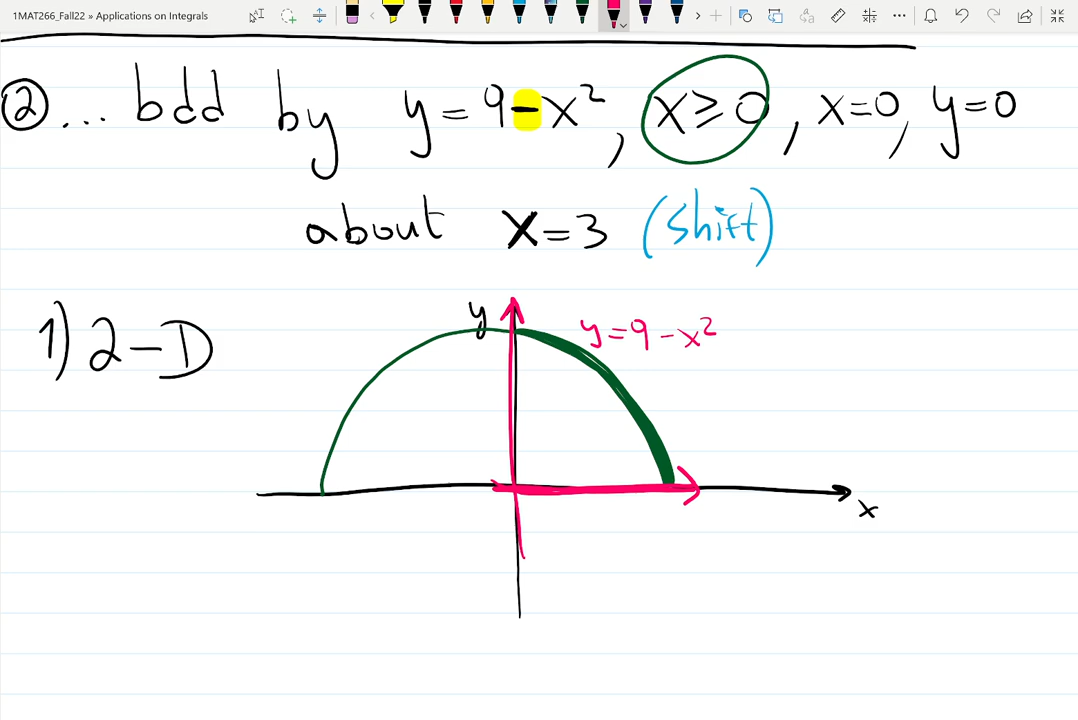 1MAT266_Fall22 » Applications on Integrals
② ... bdd by y = 9 - x², x ≥ 0, x=0, y=0
about x=3 (shift)
1) 2-D
y
y=9-x²
x